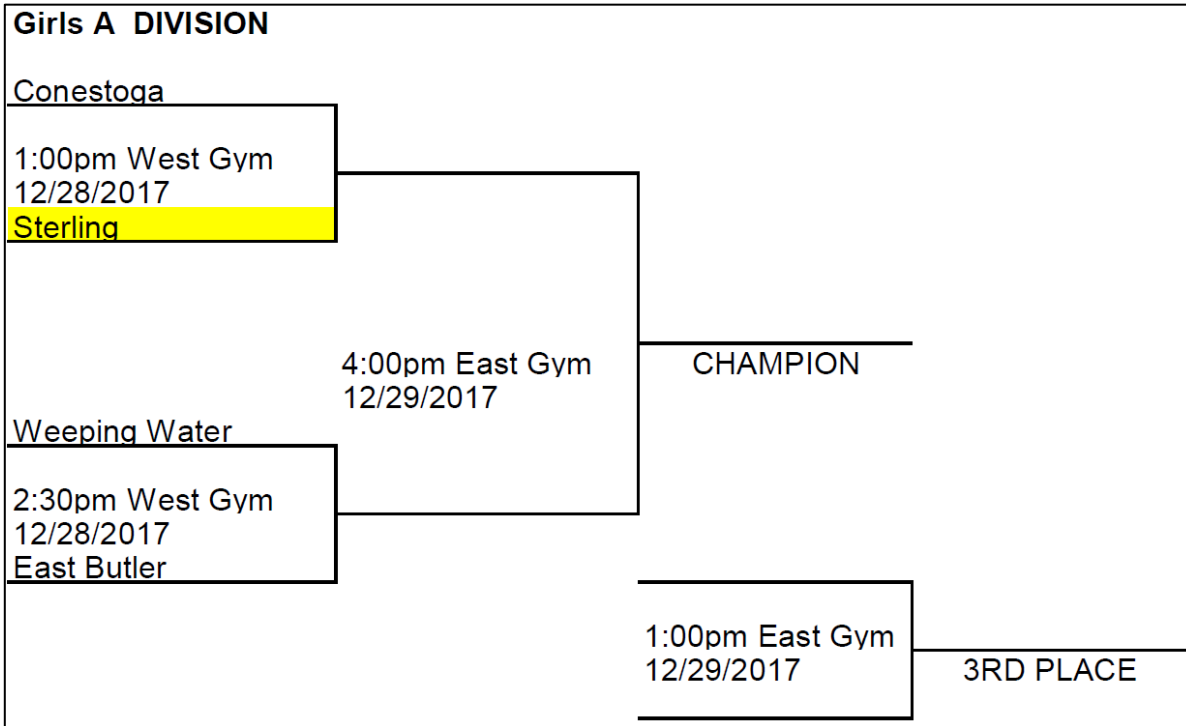 Girls A DIVISION
Conestoga
1:00pm West Gym
12/28/2017
Sterling
4:00pm East Gym
12/29/2017
CHAMPION
Weeping Water
2:30pm West Gym
12/28/2017
East Butler
1:00pm East Gym
12/29/2017
3RD PLACE